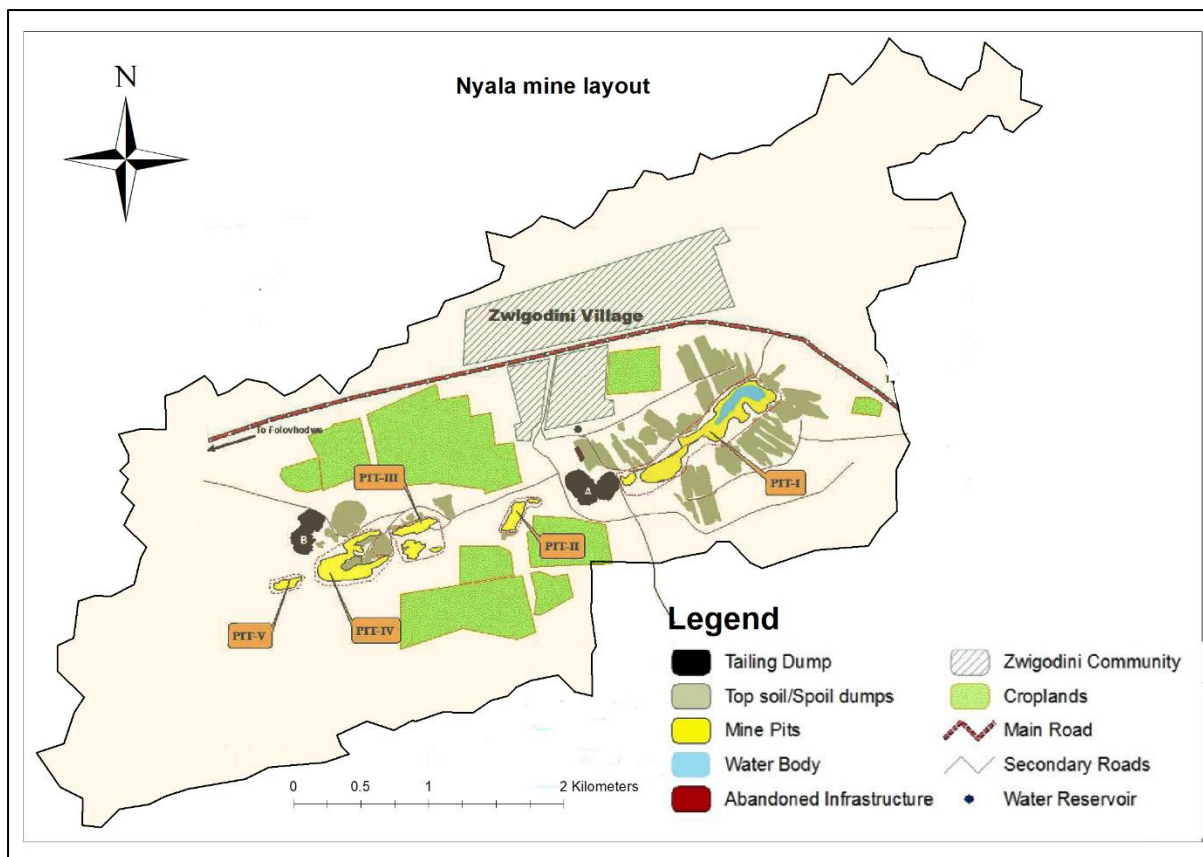 Nyala mine layout
N
Zwigodini Village
To Folovhodwe
PIT-III
PIT-I
A
B
PIT-II
PIT-V
PIT-IV
Legend
Tailing Dump
Top soil/Spoil dumps
Mine Pits
Water Body
Abandoned Infrastructure
Zwigodini Community
Croplands
Main Road
Secondary Roads
Water Reservoir
0 0.5 1 2 Kilometers